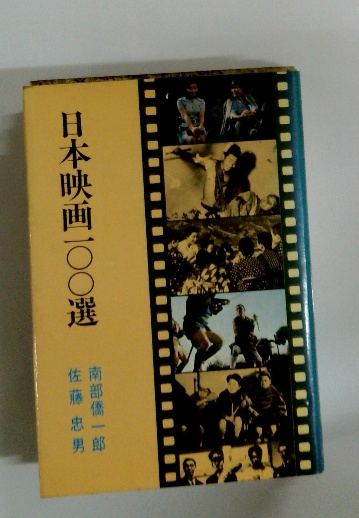 日本映画一〇〇選
南部僑一郎
佐藤忠男